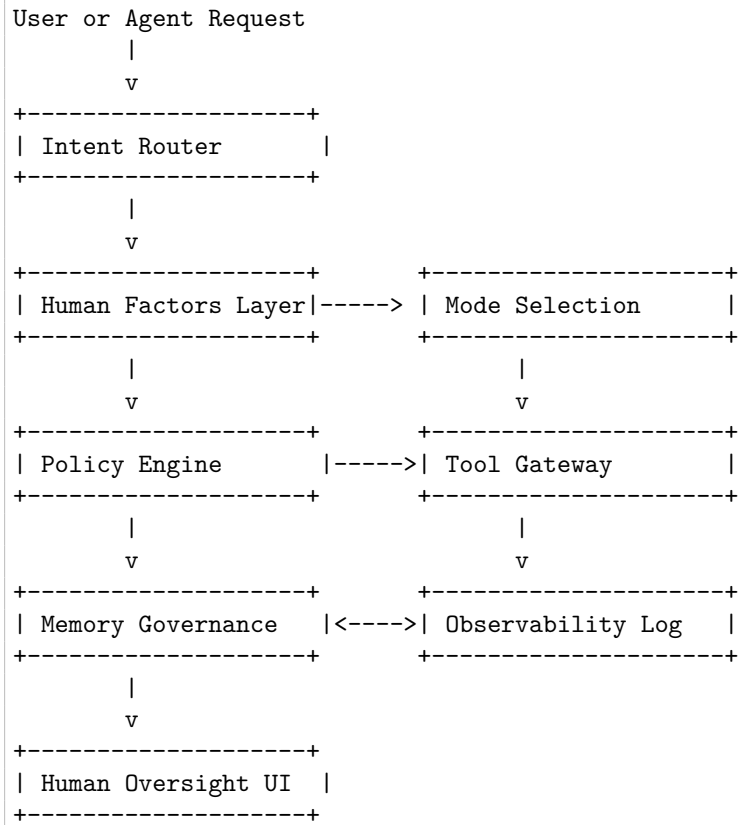 User or Agent Request
        |
        v
+--------------------+
| Intent Router       |
+--------------------+
        |
        v
+--------------------+       +---------------------+
| Human Factors Layer|-----> | Mode Selection      |
+--------------------+       +---------------------+
        |                           |
        v                           v
+--------------------+       +---------------------+
| Policy Engine       |----->| Tool Gateway        |
+--------------------+       +---------------------+
        |                           |
        v                           v
+--------------------+       +---------------------+
| Memory Governance   |<---->| Observability Log   |
+--------------------+       +---------------------+
        |
        v
+--------------------+
| Human Oversight UI  |
+--------------------+